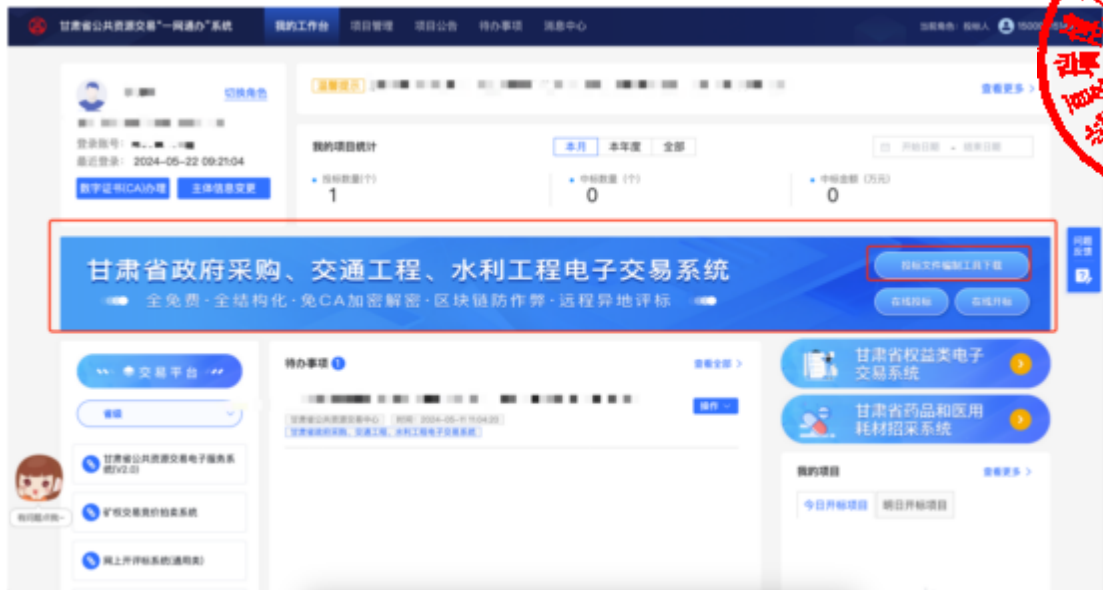 甘肃省公共资源交易“一网通办”系统 我的工作台 项目管理 项目公告 待办事项 消息中心 当前角色：投标人
切换角色
温馨提示
查看更多 >
登录账号：
最近登录： 2024-05-22 09:21:04
数字证书(CA)办理 主体信息变更
我的项目统计 本月 本年度 全部 开始日期 - 结束日期
投标数量(个) 中标数量 (个) 中标金额 (万元)
1 0 0
问题反馈
甘肃省政府采购、交通工程、水利工程电子交易系统
全免费·全结构化·免CA加密解密·区块链防作弊·远程异地评标
投标文件编制工具下载
在线投标 在线开标
交易平台
省级
甘肃省公共资源交易电子服务系
统(V2.0)
矿权交易竞价拍卖系统
网上开评标系统(通用类)
有问题点我~
待办事项 1 查看全部 >
操作
甘肃省公共资源交易中心 时间：2024-05-11 11:04:20
甘肃省政府采购、交通工程、水利工程电子交易系统
甘肃省权益类电子
交易系统
甘肃省药品和医用
耗材招采系统
我的项目 查看更多 >
今日开标项目 明日开标项目